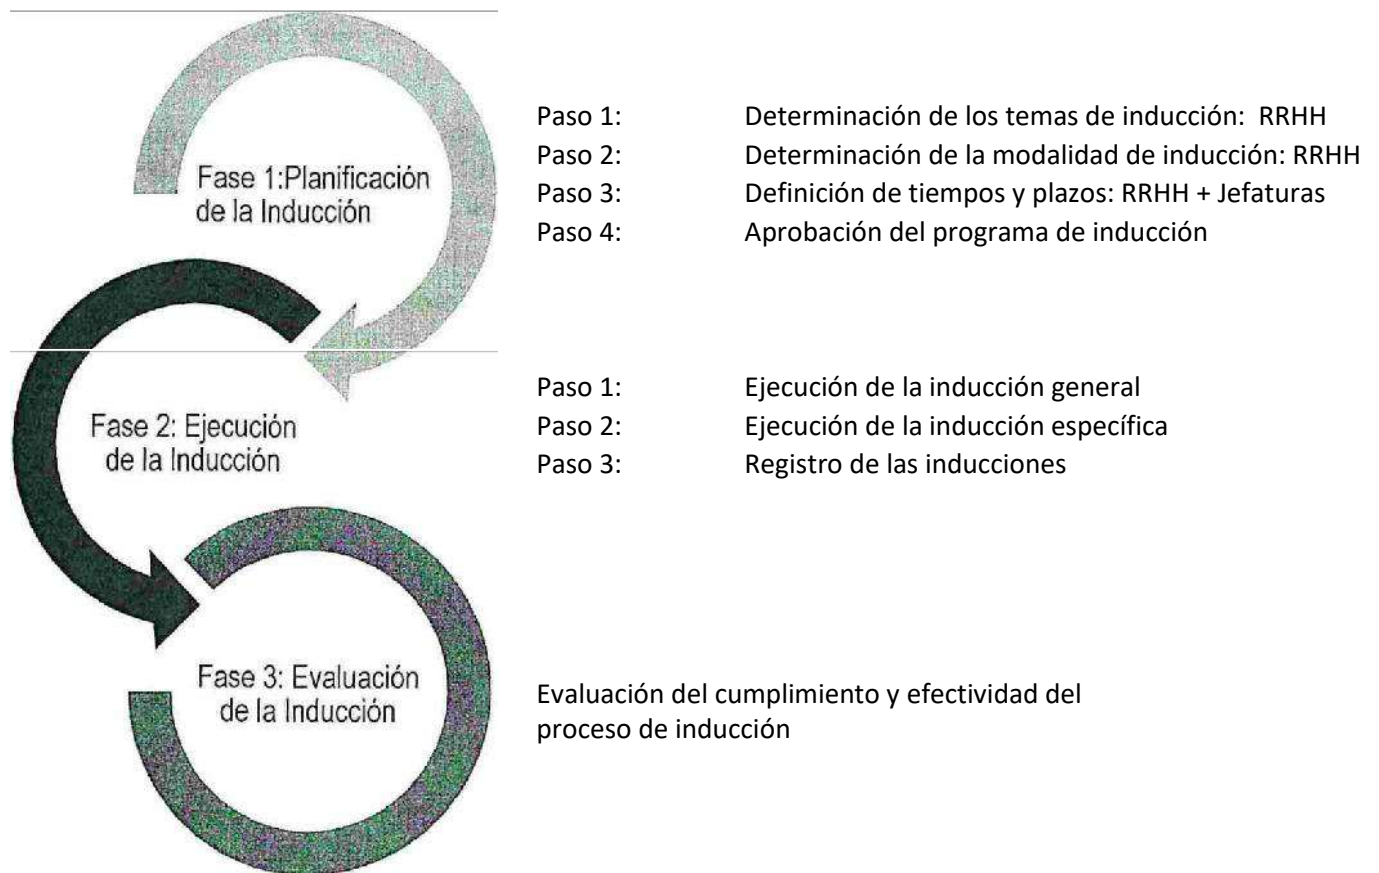 Fase 1:Planificación
de la Inducción
Paso 1: Determinación de los temas de inducción: RRHH
Paso 2: Determinación de la modalidad de inducción: RRHH
Paso 3: Definición de tiempos y plazos: RRHH + Jefaturas
Paso 4: Aprobación del programa de inducción
Fase 2: Ejecución
de la Inducción
Paso 1: Ejecución de la inducción general
Paso 2: Ejecución de la inducción específica
Paso 3: Registro de las inducciones
Fase 3: Evaluación
de la Inducción
Evaluación del cumplimiento y efectividad del
proceso de inducción